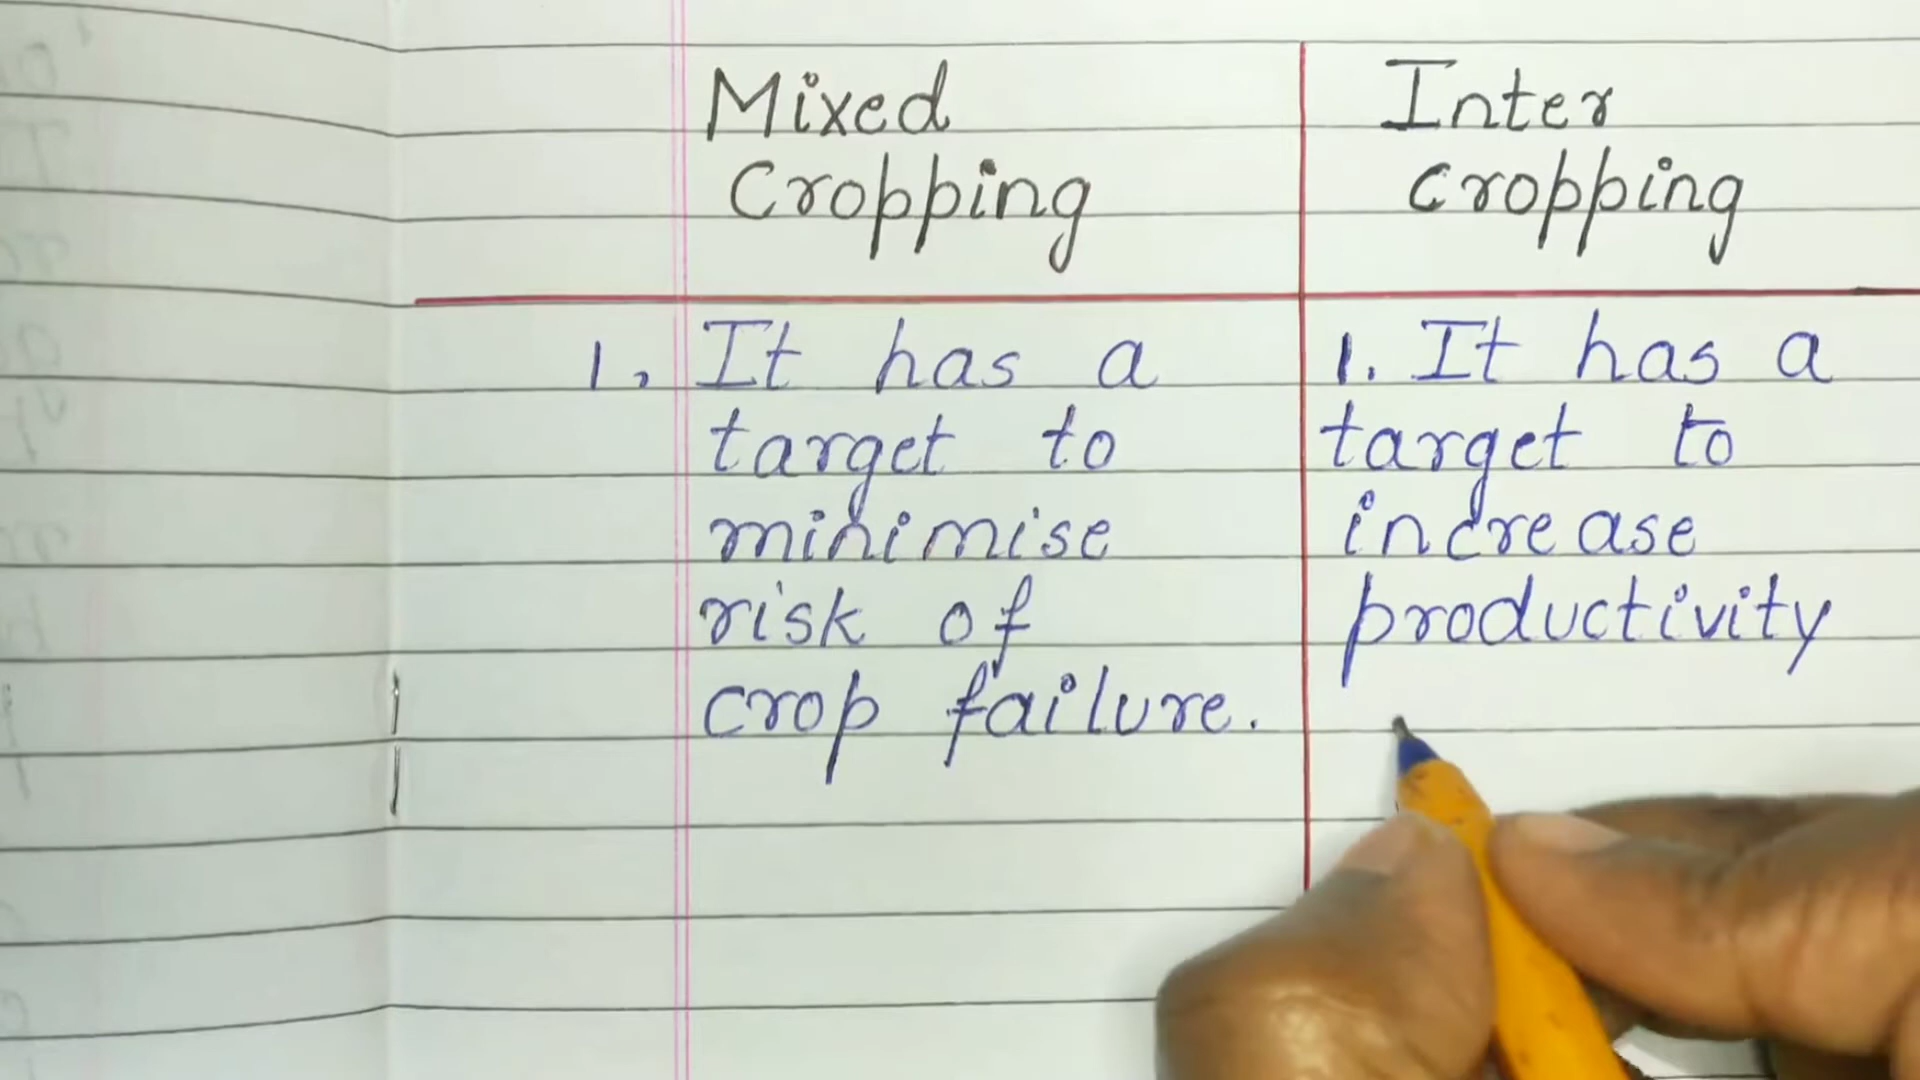 Mixed
Cropping
Inter
cropping
1. It has a
target to
minimise
risk of
crop failure.
1. It has a
target to
increase
productivity